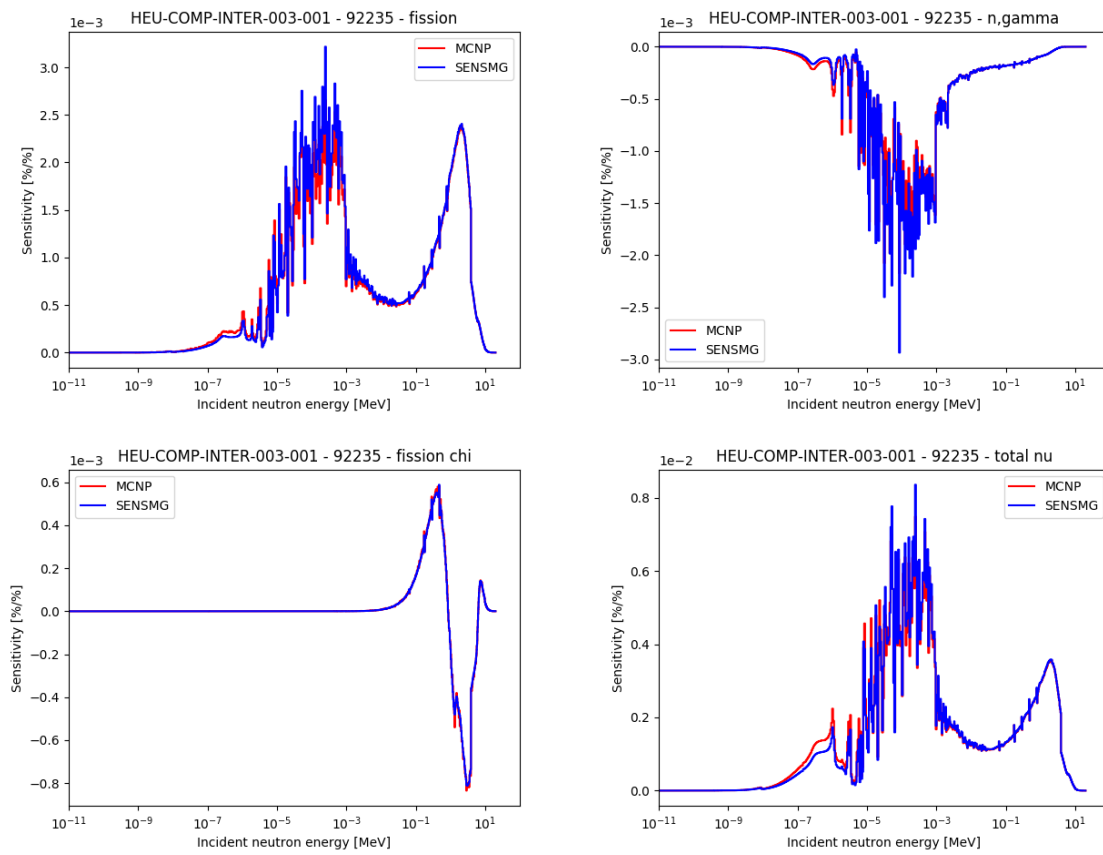 HEU-COMP-INTER-003-001 - 92235 - fission
1e−3
MCNP
SENSMG
3.0
2.5
2.0
1.5
1.0
0.5
0.0
Sensitivity [%/%]
10⁻¹¹ 10⁻⁹ 10⁻⁷ 10⁻⁵ 10⁻³ 10⁻¹ 10¹
Incident neutron energy [MeV]
HEU-COMP-INTER-003-001 - 92235 - n,gamma
1e−3
0.0
−0.5
−1.0
−1.5
−2.0
−2.5
−3.0
Sensitivity [%/%]
MCNP
SENSMG
10⁻¹¹ 10⁻⁹ 10⁻⁷ 10⁻⁵ 10⁻³ 10⁻¹ 10¹
Incident neutron energy [MeV]
HEU-COMP-INTER-003-001 - 92235 - fission chi
1e−3
MCNP
SENSMG
0.6
0.4
0.2
0.0
−0.2
−0.4
−0.6
−0.8
Sensitivity [%/%]
10⁻¹¹ 10⁻⁹ 10⁻⁷ 10⁻⁵ 10⁻³ 10⁻¹ 10¹
Incident neutron energy [MeV]
HEU-COMP-INTER-003-001 - 92235 - total nu
1e−2
MCNP
SENSMG
0.8
0.6
0.4
0.2
0.0
Sensitivity [%/%]
10⁻¹¹ 10⁻⁹ 10⁻⁷ 10⁻⁵ 10⁻³ 10⁻¹ 10¹
Incident neutron energy [MeV]